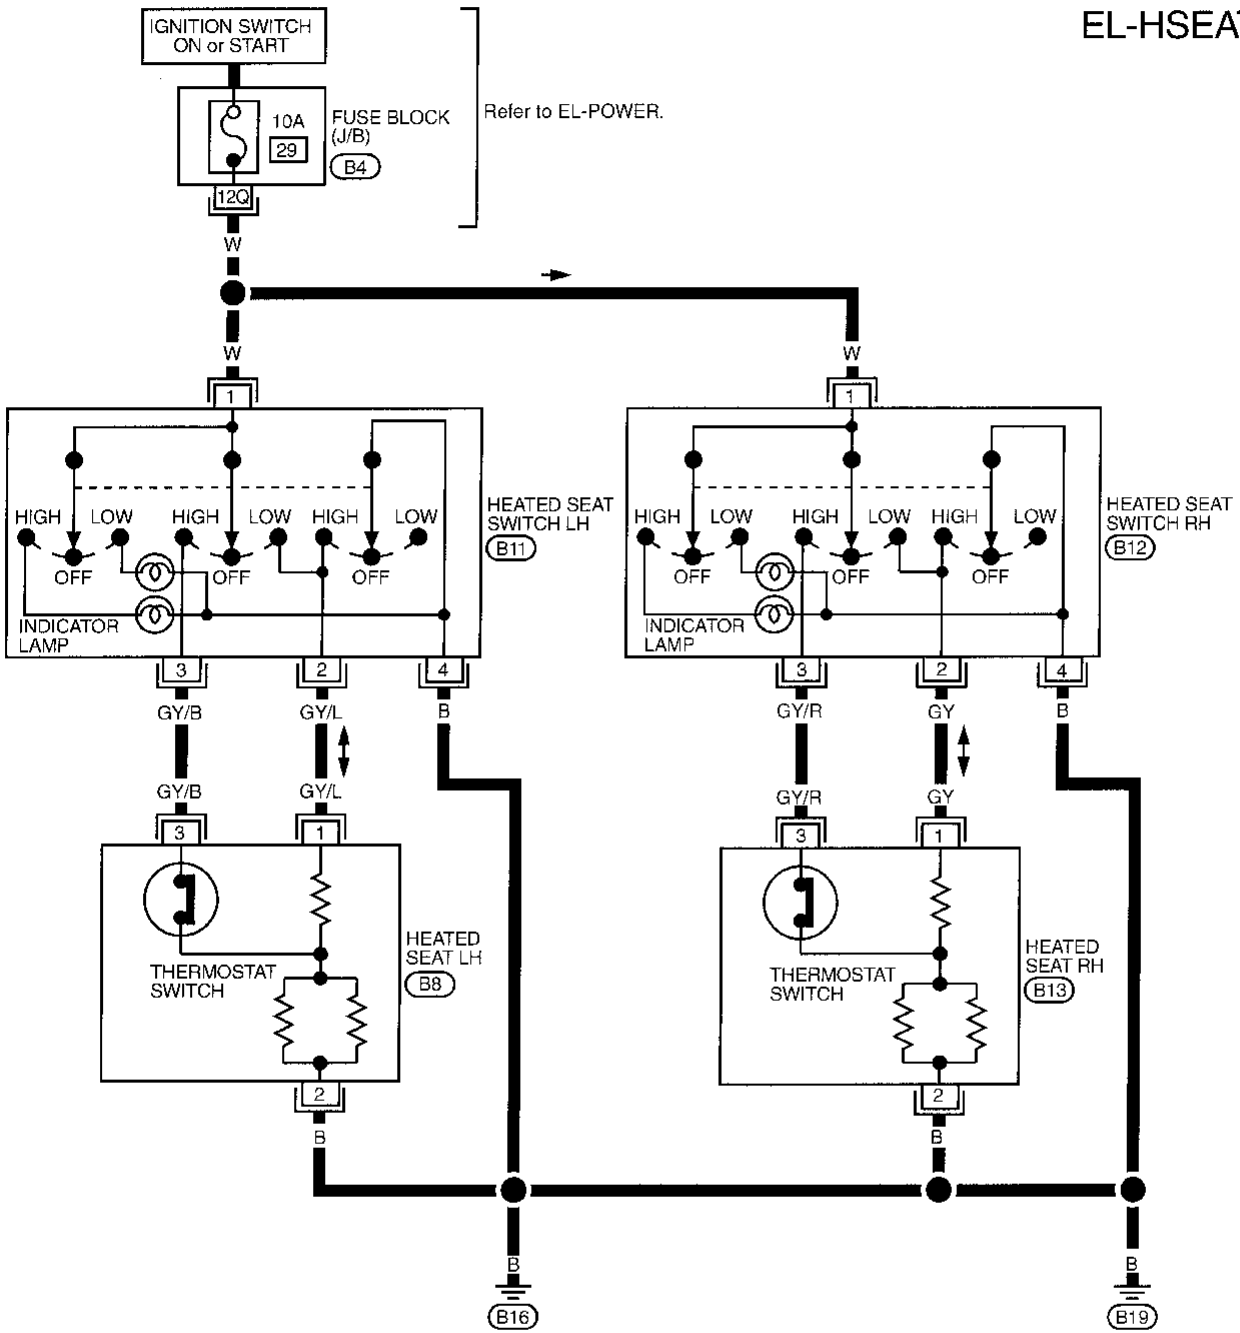 EL-HSEAT
IGNITION SWITCH
ON or START
10A
29
FUSE BLOCK
(J/B)
B4
Refer to EL-POWER.
12Q
W
W
W
1
1
HIGH LOW HIGH LOW HIGH LOW
OFF OFF OFF
INDICATOR
LAMP
HEATED SEAT
SWITCH LH
B11
HIGH LOW HIGH LOW HIGH LOW
OFF OFF OFF
INDICATOR
LAMP
HEATED SEAT
SWITCH RH
B12
3 2 4
3 2 4
GY/B GY/L B
GY/R GY B
GY/B GY/L
GY/R GY
3 1
3 1
THERMOSTAT
SWITCH
HEATED
SEAT LH
B8
THERMOSTAT
SWITCH
HEATED
SEAT RH
B13
2
2
B
B
B
B
B16
B19